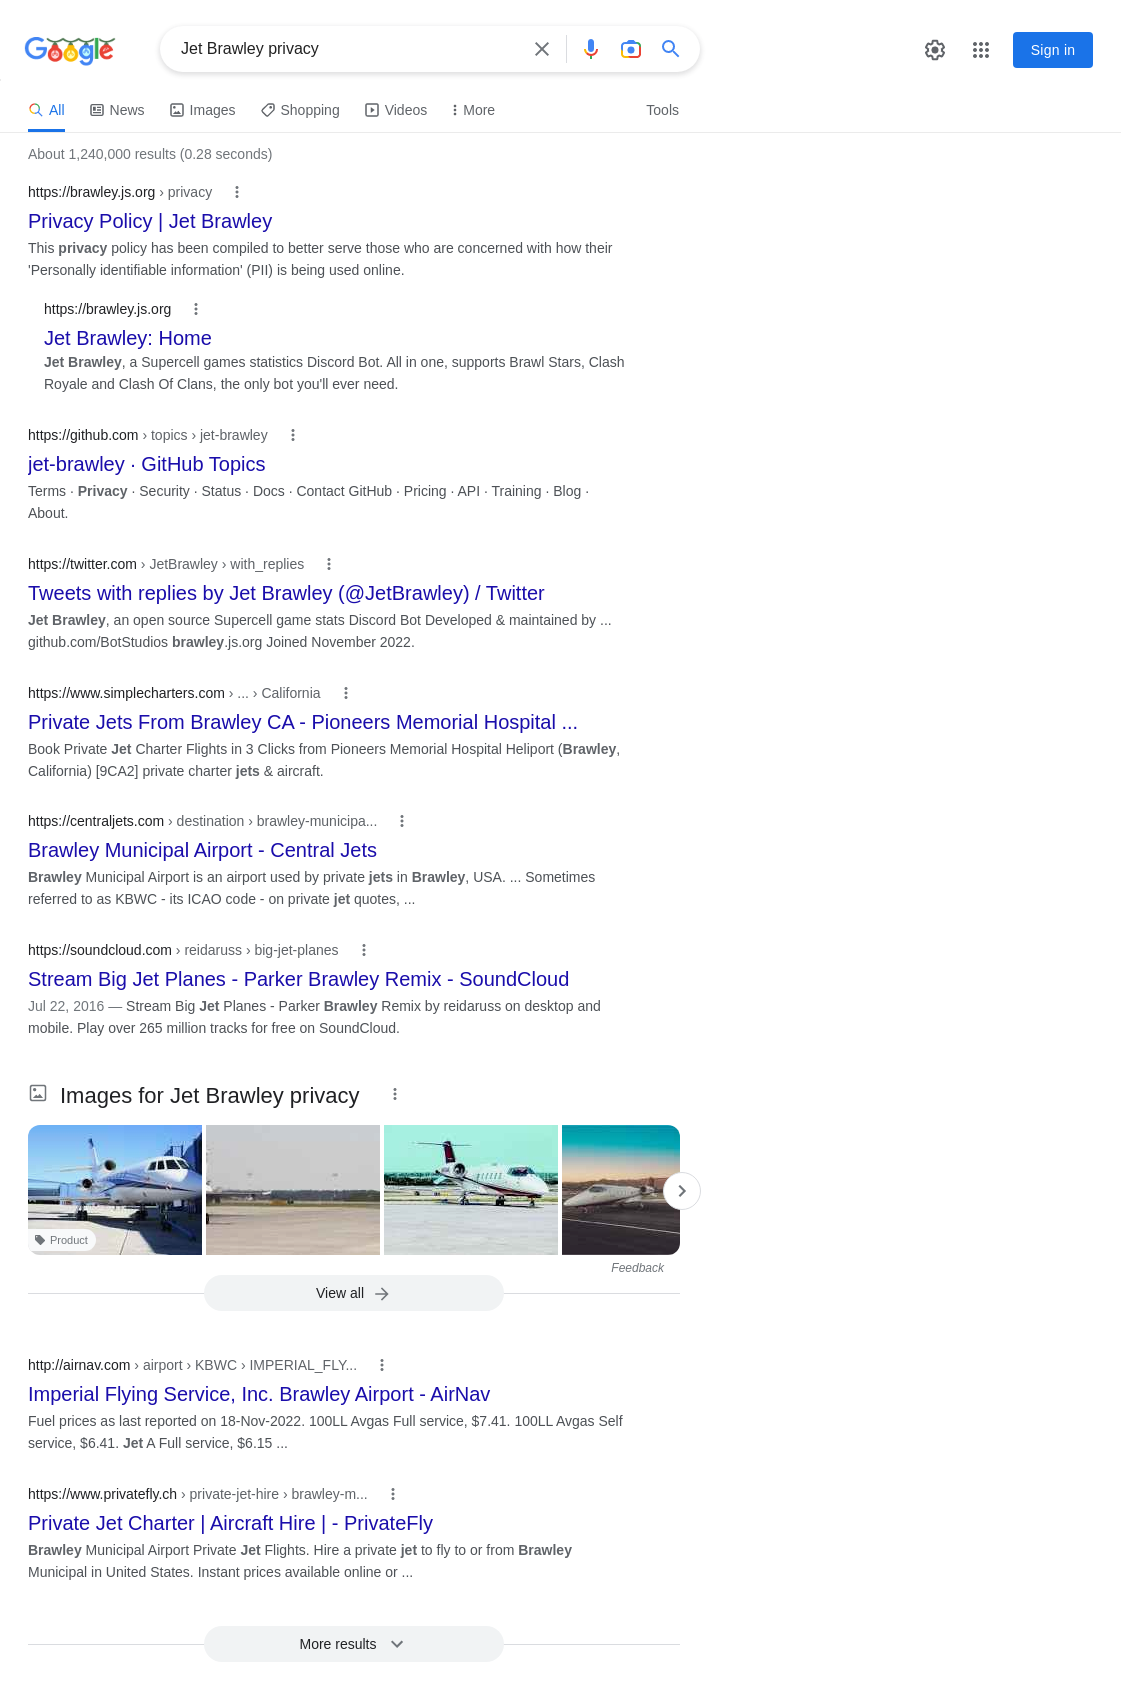 Google
Jet Brawley privacy
Sign in
All
News
Images
Shopping
Videos
More
Tools
About 1,240,000 results (0.28 seconds)
https://brawley.js.org › privacy
Privacy Policy | Jet Brawley
This privacy policy has been compiled to better serve those who are concerned with how their
'Personally identifiable information' (PII) is being used online.
https://brawley.js.org
Jet Brawley: Home
Jet Brawley, a Supercell games statistics Discord Bot. All in one, supports Brawl Stars, Clash
Royale and Clash Of Clans, the only bot you'll ever need.
https://github.com › topics › jet-brawley
jet-brawley · GitHub Topics
Terms · Privacy · Security · Status · Docs · Contact GitHub · Pricing · API · Training · Blog ·
About.
https://twitter.com › JetBrawley › with_replies
Tweets with replies by Jet Brawley (@JetBrawley) / Twitter
Jet Brawley, an open source Supercell game stats Discord Bot Developed & maintained by ...
github.com/BotStudios brawley.js.org Joined November 2022.
https://www.simplecharters.com › ... › California
Private Jets From Brawley CA - Pioneers Memorial Hospital ...
Book Private Jet Charter Flights in 3 Clicks from Pioneers Memorial Hospital Heliport (Brawley,
California) [9CA2] private charter jets & aircraft.
https://centraljets.com › destination › brawley-municipa...
Brawley Municipal Airport - Central Jets
Brawley Municipal Airport is an airport used by private jets in Brawley, USA. ... Sometimes
referred to as KBWC - its ICAO code - on private jet quotes, ...
https://soundcloud.com › reidaruss › big-jet-planes
Stream Big Jet Planes - Parker Brawley Remix - SoundCloud
Jul 22, 2016 — Stream Big Jet Planes - Parker Brawley Remix by reidaruss on desktop and
mobile. Play over 265 million tracks for free on SoundCloud.
Images for Jet Brawley privacy
Product
Feedback
View all
http://airnav.com › airport › KBWC › IMPERIAL_FLY...
Imperial Flying Service, Inc. Brawley Airport - AirNav
Fuel prices as last reported on 18-Nov-2022. 100LL Avgas Full service, $7.41. 100LL Avgas Self
service, $6.41. Jet A Full service, $6.15 ...
https://www.privatefly.ch › private-jet-hire › brawley-m...
Private Jet Charter | Aircraft Hire | - PrivateFly
Brawley Municipal Airport Private Jet Flights. Hire a private jet to fly to or from Brawley
Municipal in United States. Instant prices available online or ...
More results